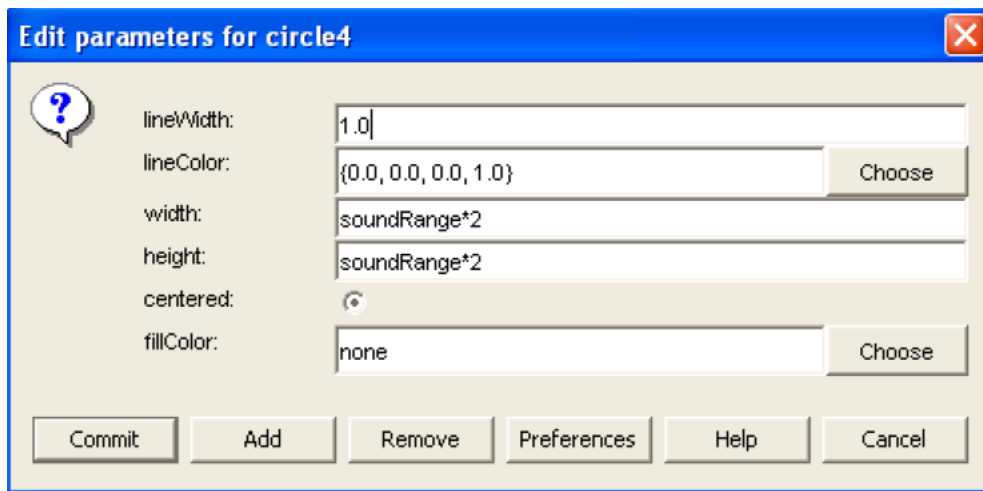 Edit parameters for circle4
?
lineWidth: 1.0
lineColor: {0.0, 0.0, 0.0, 1.0} Choose
width: soundRange*2
height: soundRange*2
centered:
fillColor: none Choose
Commit Add Remove Preferences Help Cancel